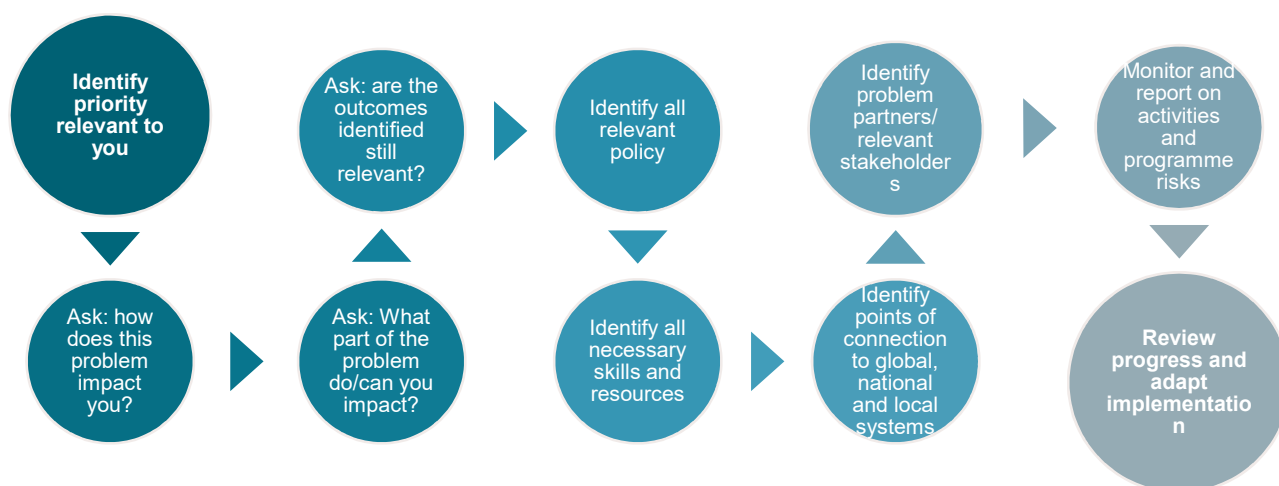 Identify
priority
relevant to
you
Ask: how
does this
problem
impact
you?
Ask: What
part of the
problem
do/can you
impact?
Ask: are the
outcomes
identified
still
relevant?
Identify all
relevant
policy
Identify all
necessary
skills and
resources
Identify
points of
connection
to global,
national
and local
systems
Identify
problem
partners/
relevant
stakeholder
s
Monitor and
report on
activities
and
programme
risks
Review
progress and
adapt
implementatio
n